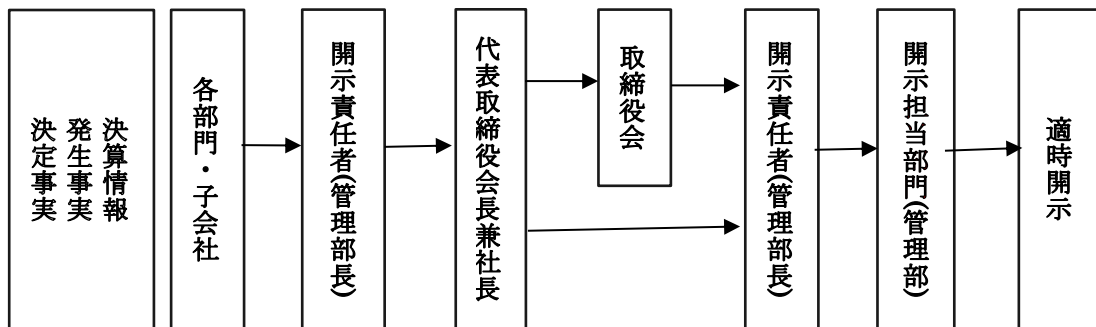 決算情報
発生事実
決定事実
各部門・子会社
開示責任者(管理部長)
代表取締役会長兼社長
取締役会
開示責任者(管理部長)
開示担当部門(管理部)
適時開示